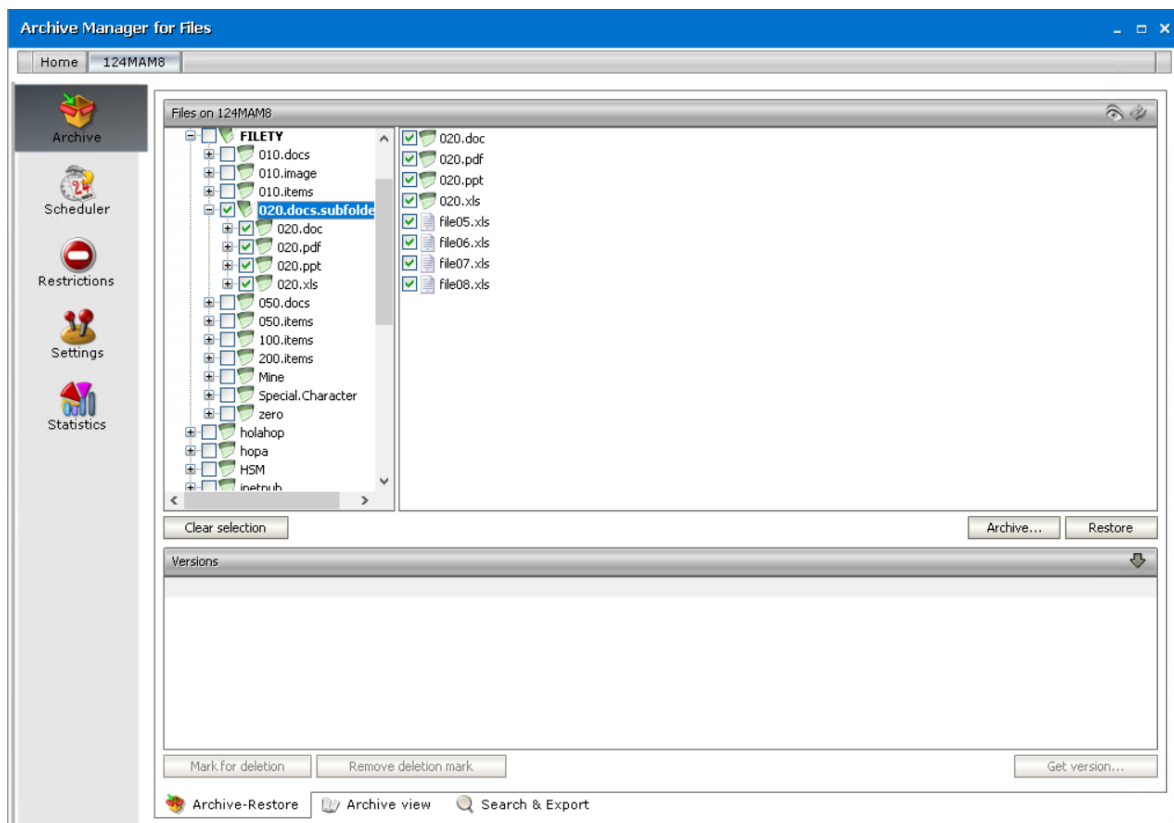 Archive Manager for Files
Home 124MAM8
Archive
Scheduler
24
Restrictions
Settings
Statistics
Files on 124MAM8
FILETY
010.docs
010.image
010.items
020.docs.subfolde
020.doc
020.pdf
020.ppt
020.xls
050.docs
050.items
100.items
200.items
Mine
Special.Character
zero
holahop
hopa
HSM
inetpub
020.doc
020.pdf
020.ppt
020.xls
file05.xls
file06.xls
file07.xls
file08.xls
Clear selection Archive... Restore
Versions
Mark for deletion Remove deletion mark Get version...
Archive-Restore Archive view Search & Export